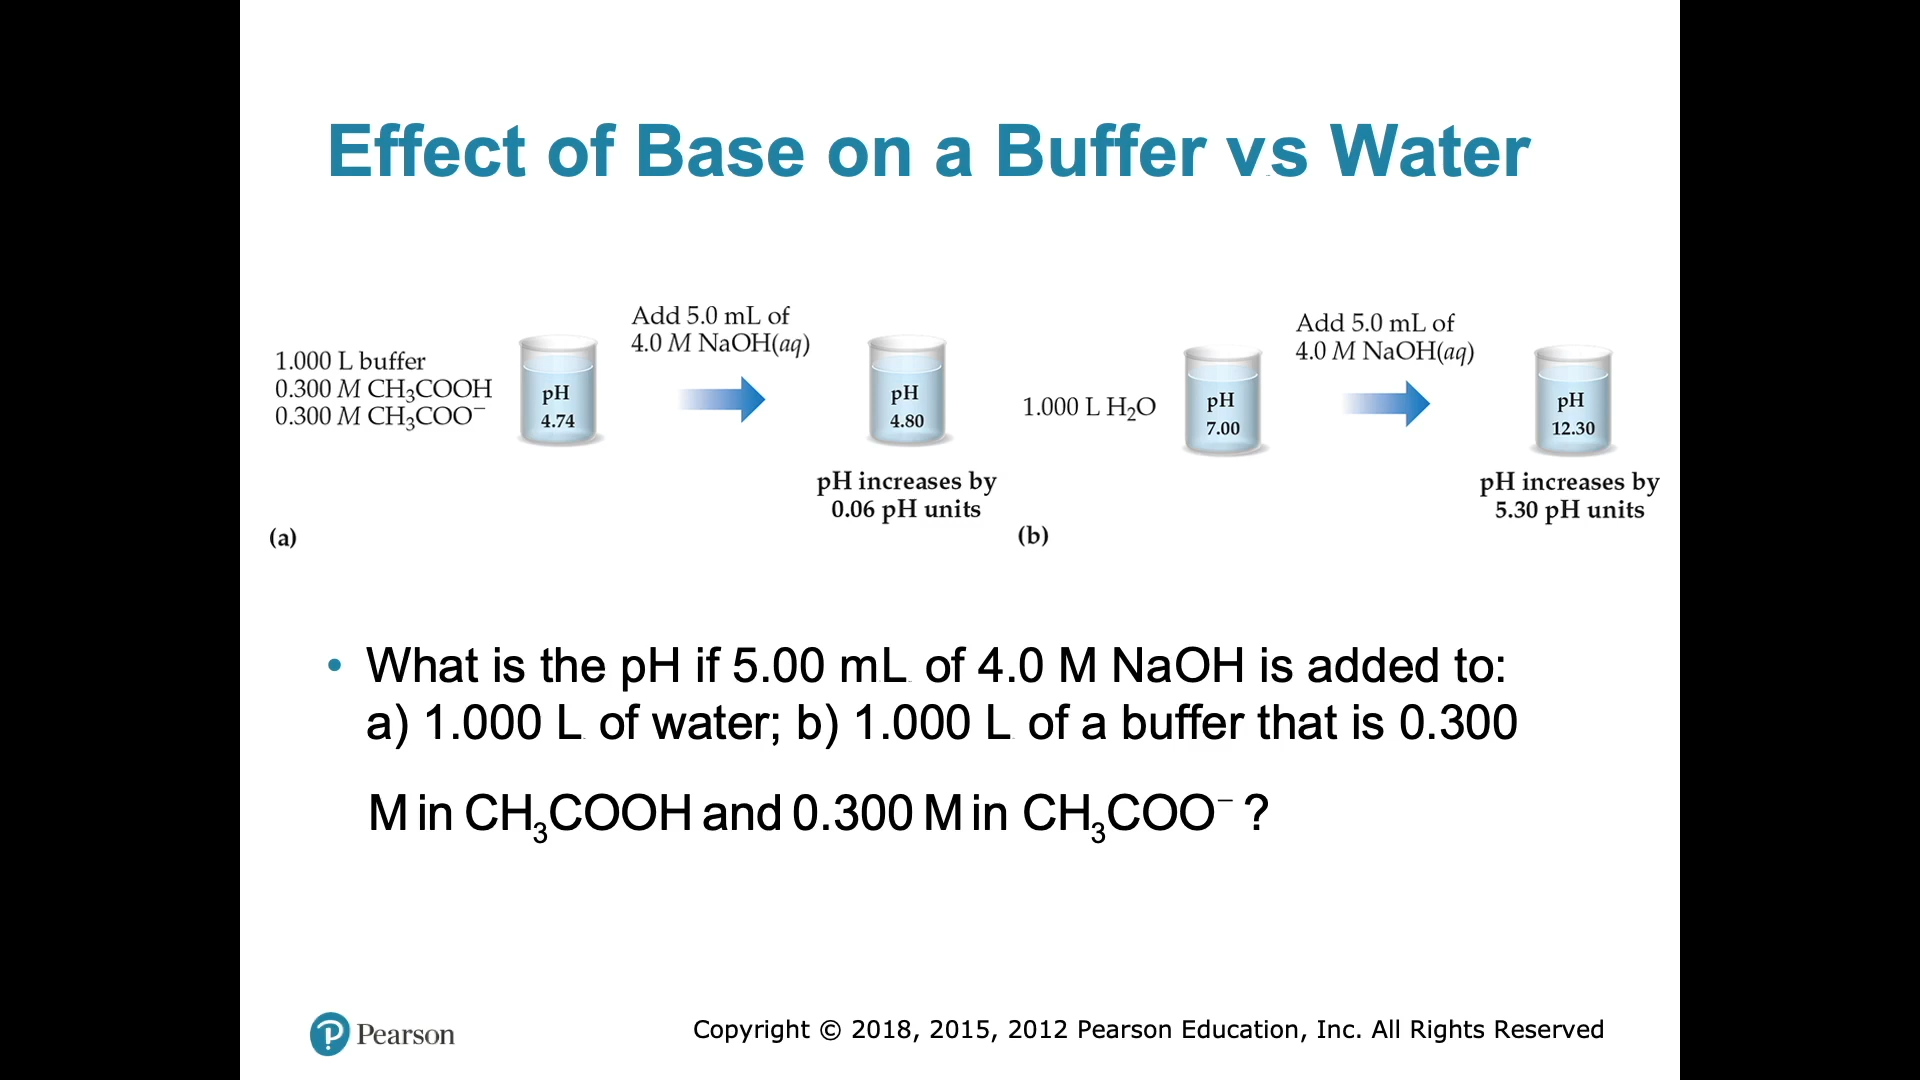 Effect of Base on a Buffer vs Water
1.000 L buffer
0.300 M CH₃COOH
0.300 M CH₃COO⁻
pH
4.74
Add 5.0 mL of
4.0 M NaOH(aq)
pH
4.80
pH increases by
0.06 pH units
(a)
1.000 L H₂O
pH
7.00
Add 5.0 mL of
4.0 M NaOH(aq)
pH
12.30
pH increases by
5.30 pH units
(b)
• What is the pH if 5.00 mL of 4.0 M NaOH is added to:
a) 1.000 L of water; b) 1.000 L of a buffer that is 0.300
M in CH₃COOH and 0.300 M in CH₃COO⁻ ?
Pearson
Copyright © 2018, 2015, 2012 Pearson Education, Inc. All Rights Reserved